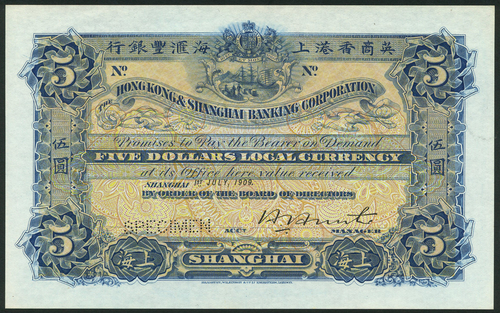 行銀豐滙海上港香商英
5 5
Nº Nº
THE HONG KONG & SHANGHAI BANKING CORPORATION
Promises to Pay the Bearer on Demand
伍圓 伍圓
FIVE DOLLARS LOCAL CURRENCY
at its Office here value received
SHANGHAI 1ST JULY, 1909.
BY ORDER OF THE BOARD OF DIRECTORS
SPECIMEN
ACCT MANAGER
5 5
海上 SHANGHAI 海上